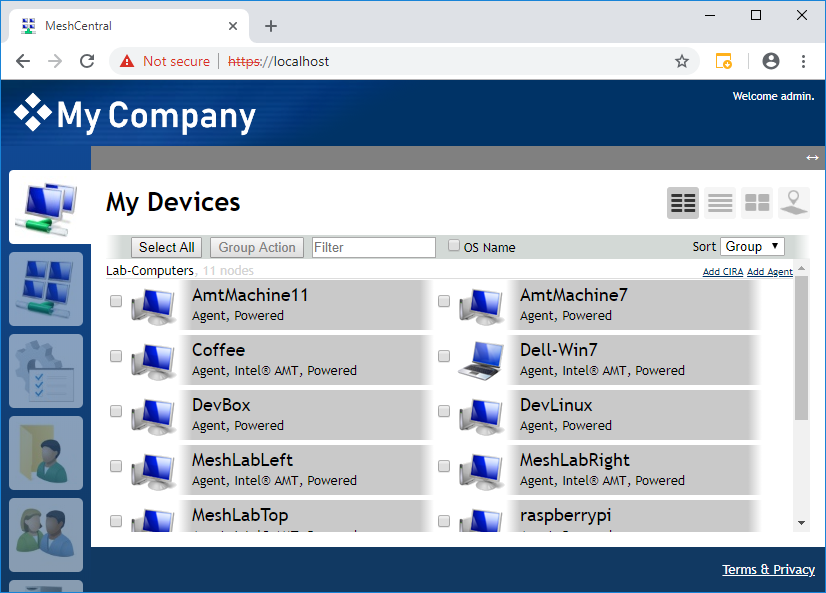 MeshCentral
Not secure https://localhost
My Company
Welcome admin.
My Devices
Select All Group Action Filter OS Name Sort Group
Lab-Computers, 11 nodes Add CIRA Add Agent
AmtMachine11 AmtMachine7
Agent, Powered Agent, Powered
Coffee Dell-Win7
Agent, Intel® AMT, Powered Agent, Intel® AMT, Powered
DevBox DevLinux
Agent, Powered Agent, Powered
MeshLabLeft MeshLabRight
Agent, Intel® AMT, Powered Agent, Intel® AMT, Powered
MeshLabTop raspberrypi
Terms & Privacy